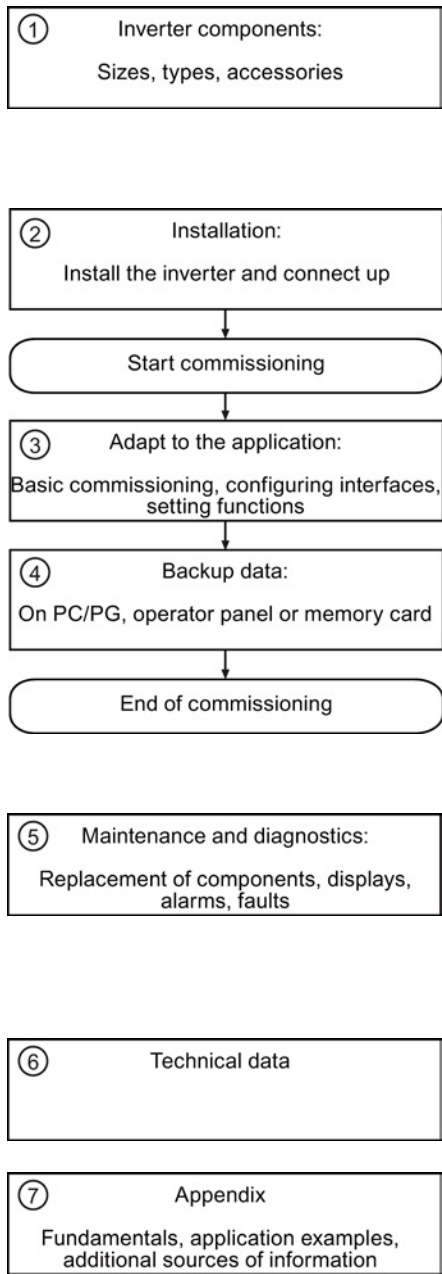 ① Inverter components:
Sizes, types, accessories
② Installation:
Install the inverter and connect up
Start commissioning
③ Adapt to the application:
Basic commissioning, configuring interfaces,
setting functions
④ Backup data:
On PC/PG, operator panel or memory card
End of commissioning
⑤ Maintenance and diagnostics:
Replacement of components, displays,
alarms, faults
⑥ Technical data
⑦ Appendix
Fundamentals, application examples,
additional sources of information